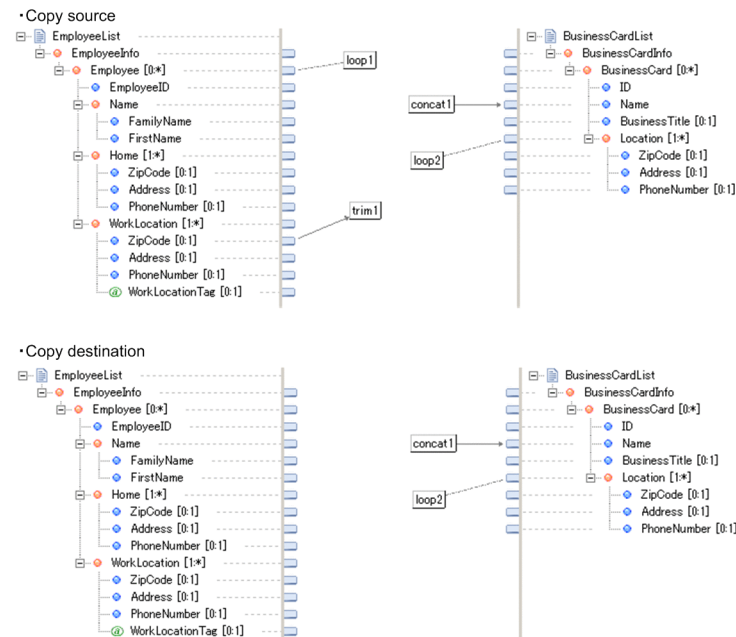 ・Copy source
EmployeeList
EmployeeInfo
Employee [0:*]
EmployeeID
Name
FamilyName
FirstName
Home [1:*]
ZipCode [0:1]
Address [0:1]
PhoneNumber [0:1]
WorkLocation [1:*]
ZipCode [0:1]
Address [0:1]
PhoneNumber [0:1]
@ WorkLocationTag [0:1]
loop1
trim1
concat1
loop2
BusinessCardList
BusinessCardInfo
BusinessCard [0:*]
ID
Name
BusinessTitle [0:1]
Location [1:*]
ZipCode [0:1]
Address [0:1]
PhoneNumber [0:1]
・Copy destination
EmployeeList
EmployeeInfo
Employee [0:*]
EmployeeID
Name
FamilyName
FirstName
Home [1:*]
ZipCode [0:1]
Address [0:1]
PhoneNumber [0:1]
WorkLocation [1:*]
ZipCode [0:1]
Address [0:1]
PhoneNumber [0:1]
@ WorkLocationTag [0:1]
concat1
loop2
BusinessCardList
BusinessCardInfo
BusinessCard [0:*]
ID
Name
BusinessTitle [0:1]
Location [1:*]
ZipCode [0:1]
Address [0:1]
PhoneNumber [0:1]